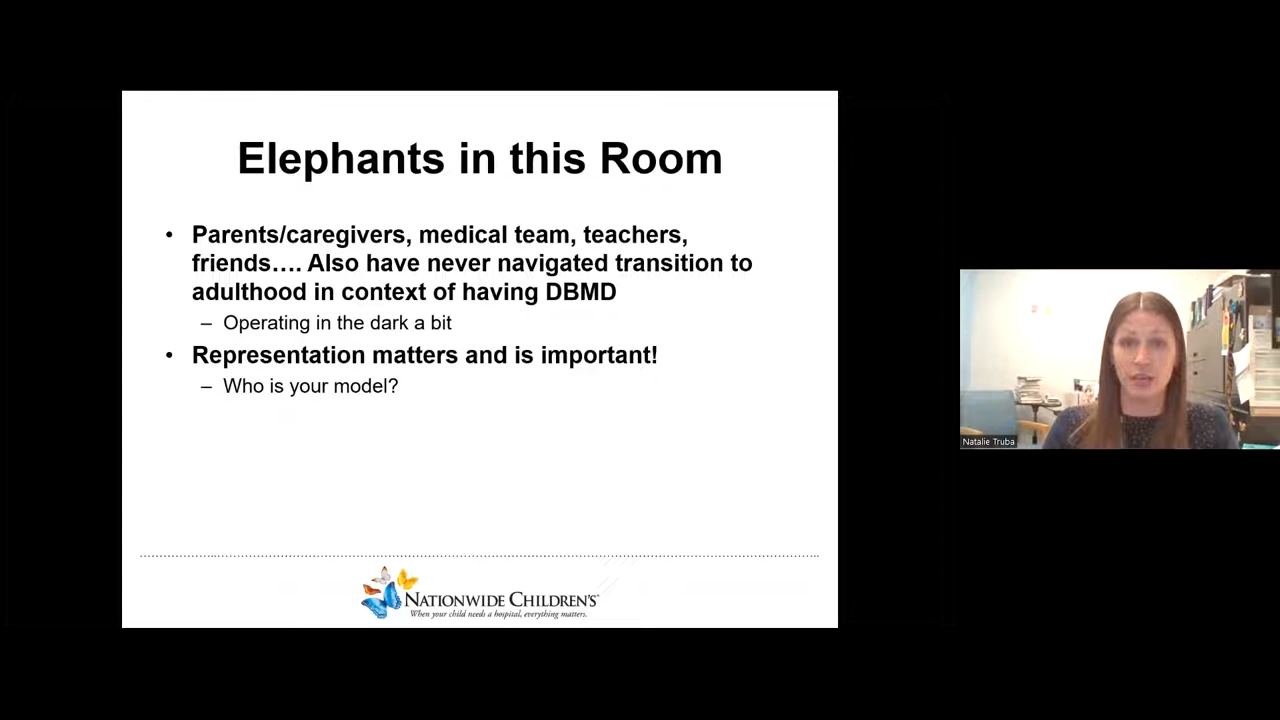 Elephants in this Room
• Parents/caregivers, medical team, teachers,
friends…. Also have never navigated transition to
adulthood in context of having DBMD
– Operating in the dark a bit
• Representation matters and is important!
– Who is your model?
NATIONWIDE CHILDREN'S
When your child needs a hospital, everything matters.
Natalie Truba